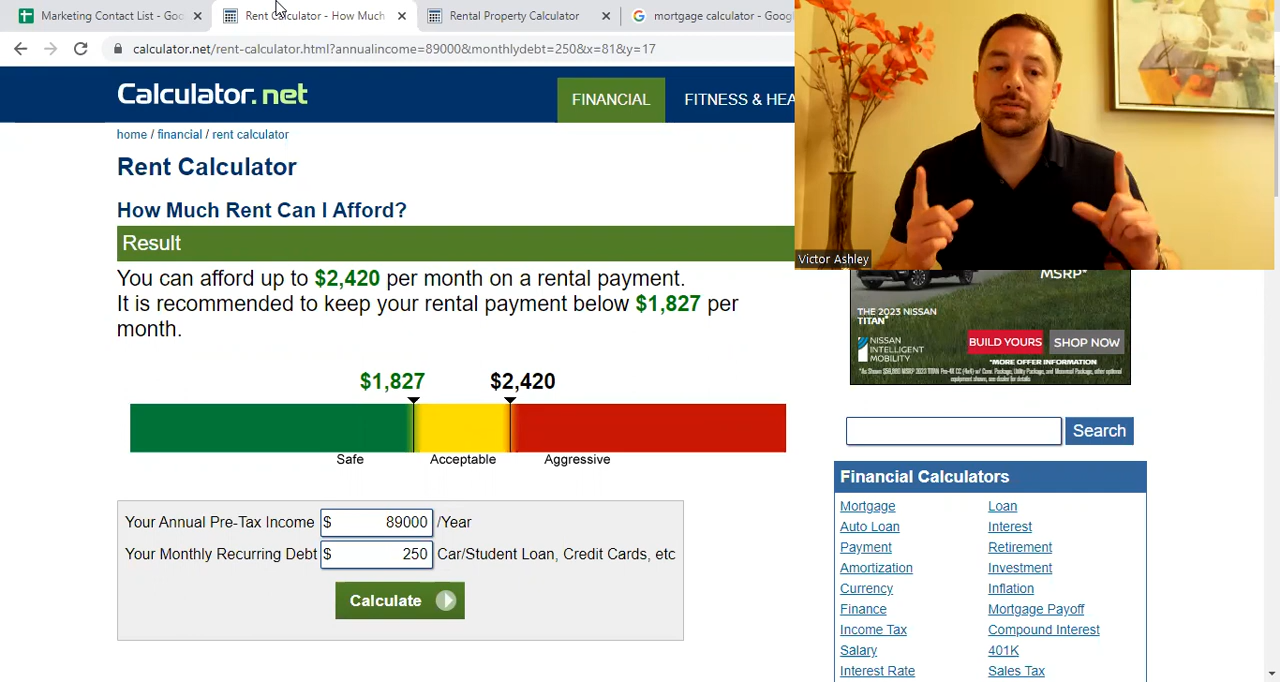 Marketing Contact List - Goo
Rent Calculator - How Much
Rental Property Calculator
mortgage calculator - Googl
calculator.net/rent-calculator.html?annualincome=89000&monthlydebt=250&x=81&y=17
Calculator.net
FINANCIAL
FITNESS & HEA
home / financial / rent calculator
Rent Calculator
How Much Rent Can I Afford?
Result
You can afford up to $2,420 per month on a rental payment.
It is recommended to keep your rental payment below $1,827 per
month.
$1,827
$2,420
Safe
Acceptable
Aggressive
Your Annual Pre-Tax Income $ 89000 /Year
Your Monthly Recurring Debt $ 250 Car/Student Loan, Credit Cards, etc
Calculate
Victor Ashley
MSRP*
THE 2023 NISSAN
TITAN®
NISSAN
INTELLIGENT
MOBILITY
BUILD YOURS
SHOP NOW
*MORE OFFER INFORMATION
Search
Financial Calculators
Mortgage
Loan
Auto Loan
Interest
Payment
Retirement
Amortization
Investment
Currency
Inflation
Finance
Mortgage Payoff
Income Tax
Compound Interest
Salary
401K
Interest Rate
Sales Tax